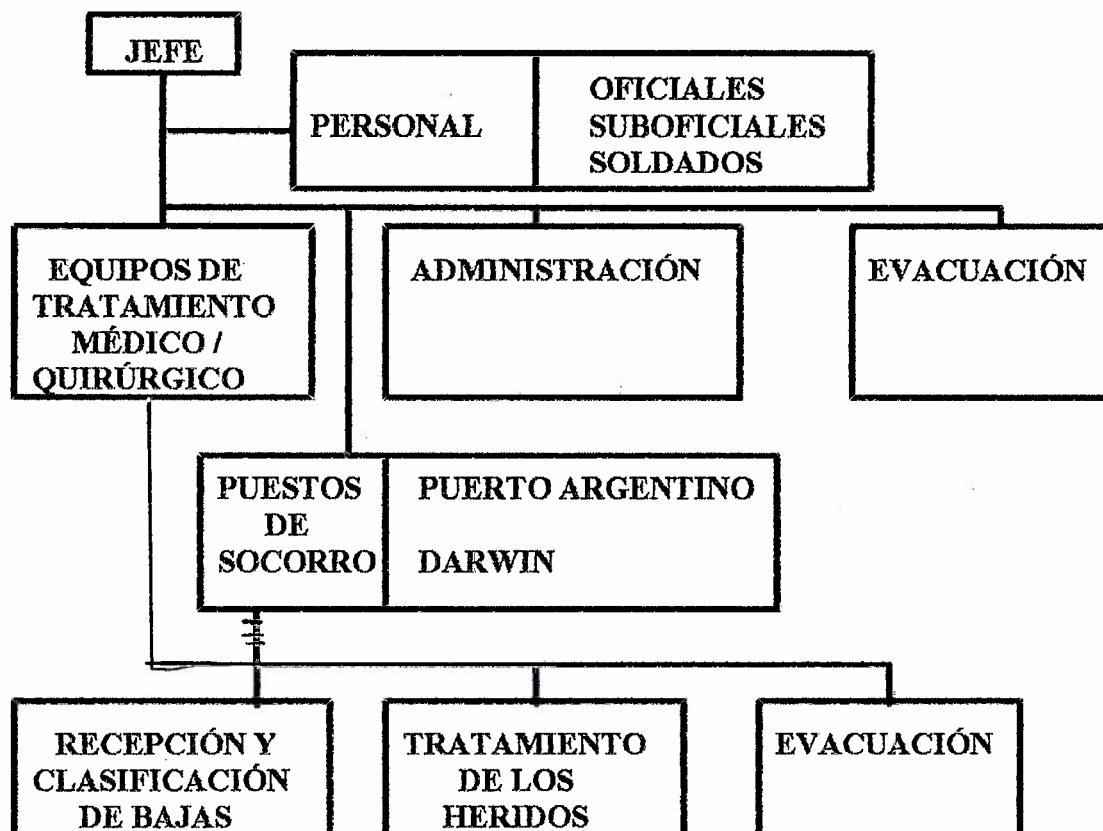 JEFE
PERSONAL
OFICIALES
SUBOFICIALES
SOLDADOS
EQUIPOS DE
TRATAMIENTO
MÉDICO /
QUIRÚRGICO
ADMINISTRACIÓN
EVACUACIÓN
PUESTOS
DE
SOCORRO
PUERTO ARGENTINO
DARWIN
RECEPCIÓN Y
CLASIFICACIÓN
DE BAJAS
TRATAMIENTO
DE LOS
HERIDOS
EVACUACIÓN